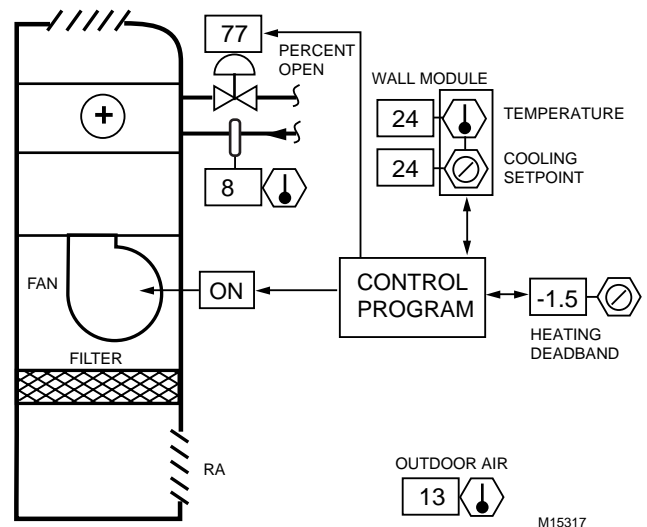 77
PERCENT
OPEN
WALL MODULE
24
TEMPERATURE
+
24
COOLING
SETPOINT
8
FAN
ON
CONTROL
PROGRAM
-1.5
HEATING
DEADBAND
FILTER
RA
OUTDOOR AIR
13
M15317